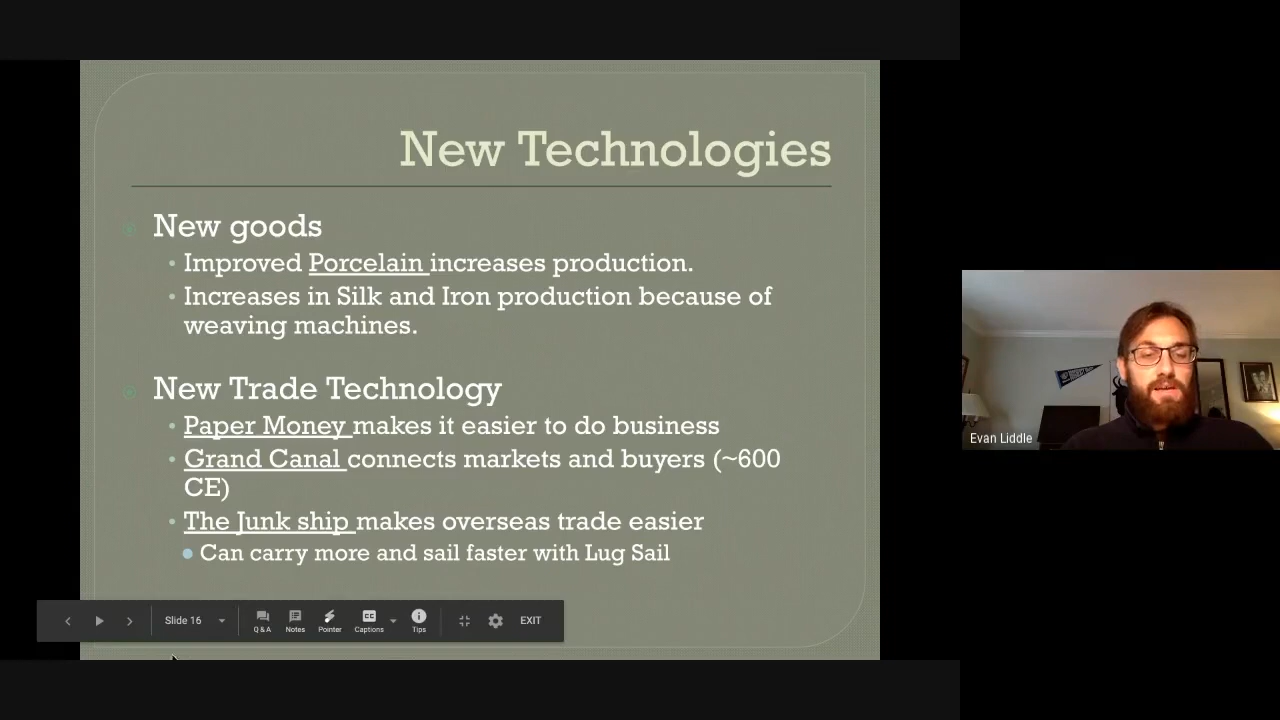 New Technologies
New goods
• Improved Porcelain increases production.
• Increases in Silk and Iron production because of
weaving machines.
New Trade Technology
• Paper Money makes it easier to do business
• Grand Canal connects markets and buyers (~600
CE)
• The Junk ship makes overseas trade easier
● Can carry more and sail faster with Lug Sail
Slide 16
Q & A
Notes
Pointer
Captions
Tips
EXIT
Evan Liddle